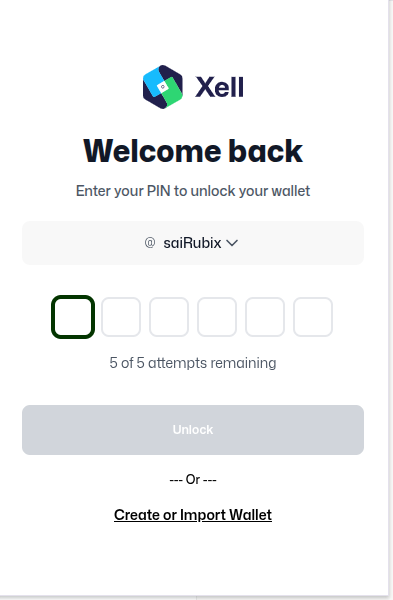 Xell
Welcome back
Enter your PIN to unlock your wallet
@ saiRubix
5 of 5 attempts remaining
Unlock
--- Or ---
Create or Import Wallet